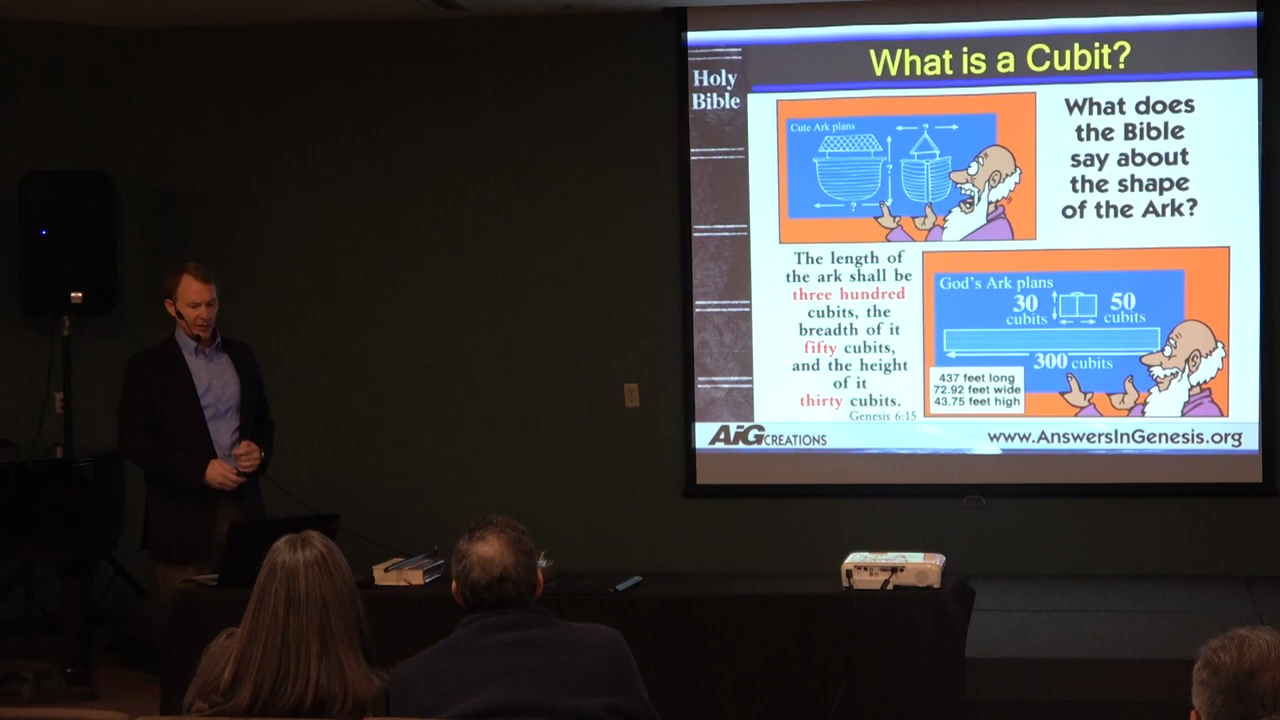 What is a Cubit?
Holy
Bible
Cute Ark plans
?
?
?
What does
the Bible
say about
the shape
of the Ark?
The length of
the ark shall be
three hundred
cubits, the
breadth of it
fifty cubits,
and the height
of it
thirty cubits.
Genesis 6:15
God's Ark plans
30
cubits
50
cubits
300 cubits
437 feet long
72.92 feet wide
43.75 feet high
AiG CREATIONS
www.AnswersInGenesis.org